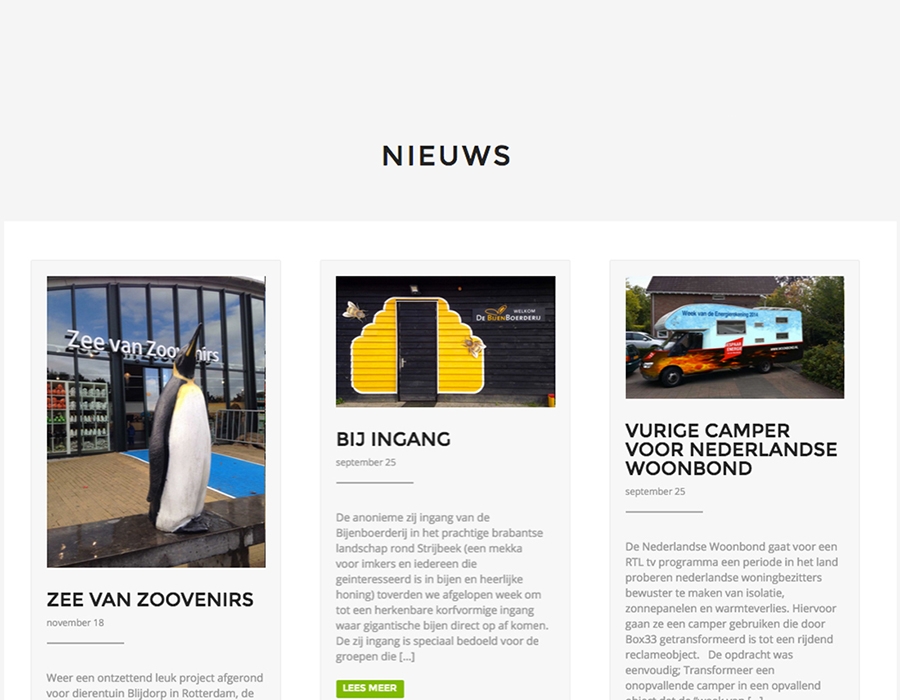 NIEUWS
Zee van Zoovenirs
ZEE VAN ZOOVENIRS
november 18
Weer een ontzettend leuk project afgerond
voor dierentuin Blijdorp in Rotterdam, de
WELKOM
DE BIJENBOERDERIJ
BIJ INGANG
september 25
De anonieme zij ingang van de
Bijenboerderij in het prachtige brabantse
landschap rond Strijbeek (een mekka
voor imkers en iedereen die
geinteresseerd is in bijen en heerlijke
honing) toverden we afgelopen week om
tot een herkenbare korfvormige ingang
waar gigantische bijen direct op af komen.
De zij ingang is speciaal bedoeld voor de
groepen die [...]
LEES MEER
Week van de Energierekening 2014
VURIGE CAMPER
VOOR NEDERLANDSE
WOONBOND
september 25
De Nederlandse Woonbond gaat voor een
RTL tv programma een periode in het land
proberen nederlandse woningbezitters
bewuster te maken van isolatie,
zonnepanelen en warmteverlies. Hiervoor
gaan ze een camper gebruiken die door
Box33 getransformeerd is tot een rijdend
reclameobject. De opdracht was
eenvoudig; Transformeer een
onopvallende camper in een opvallend